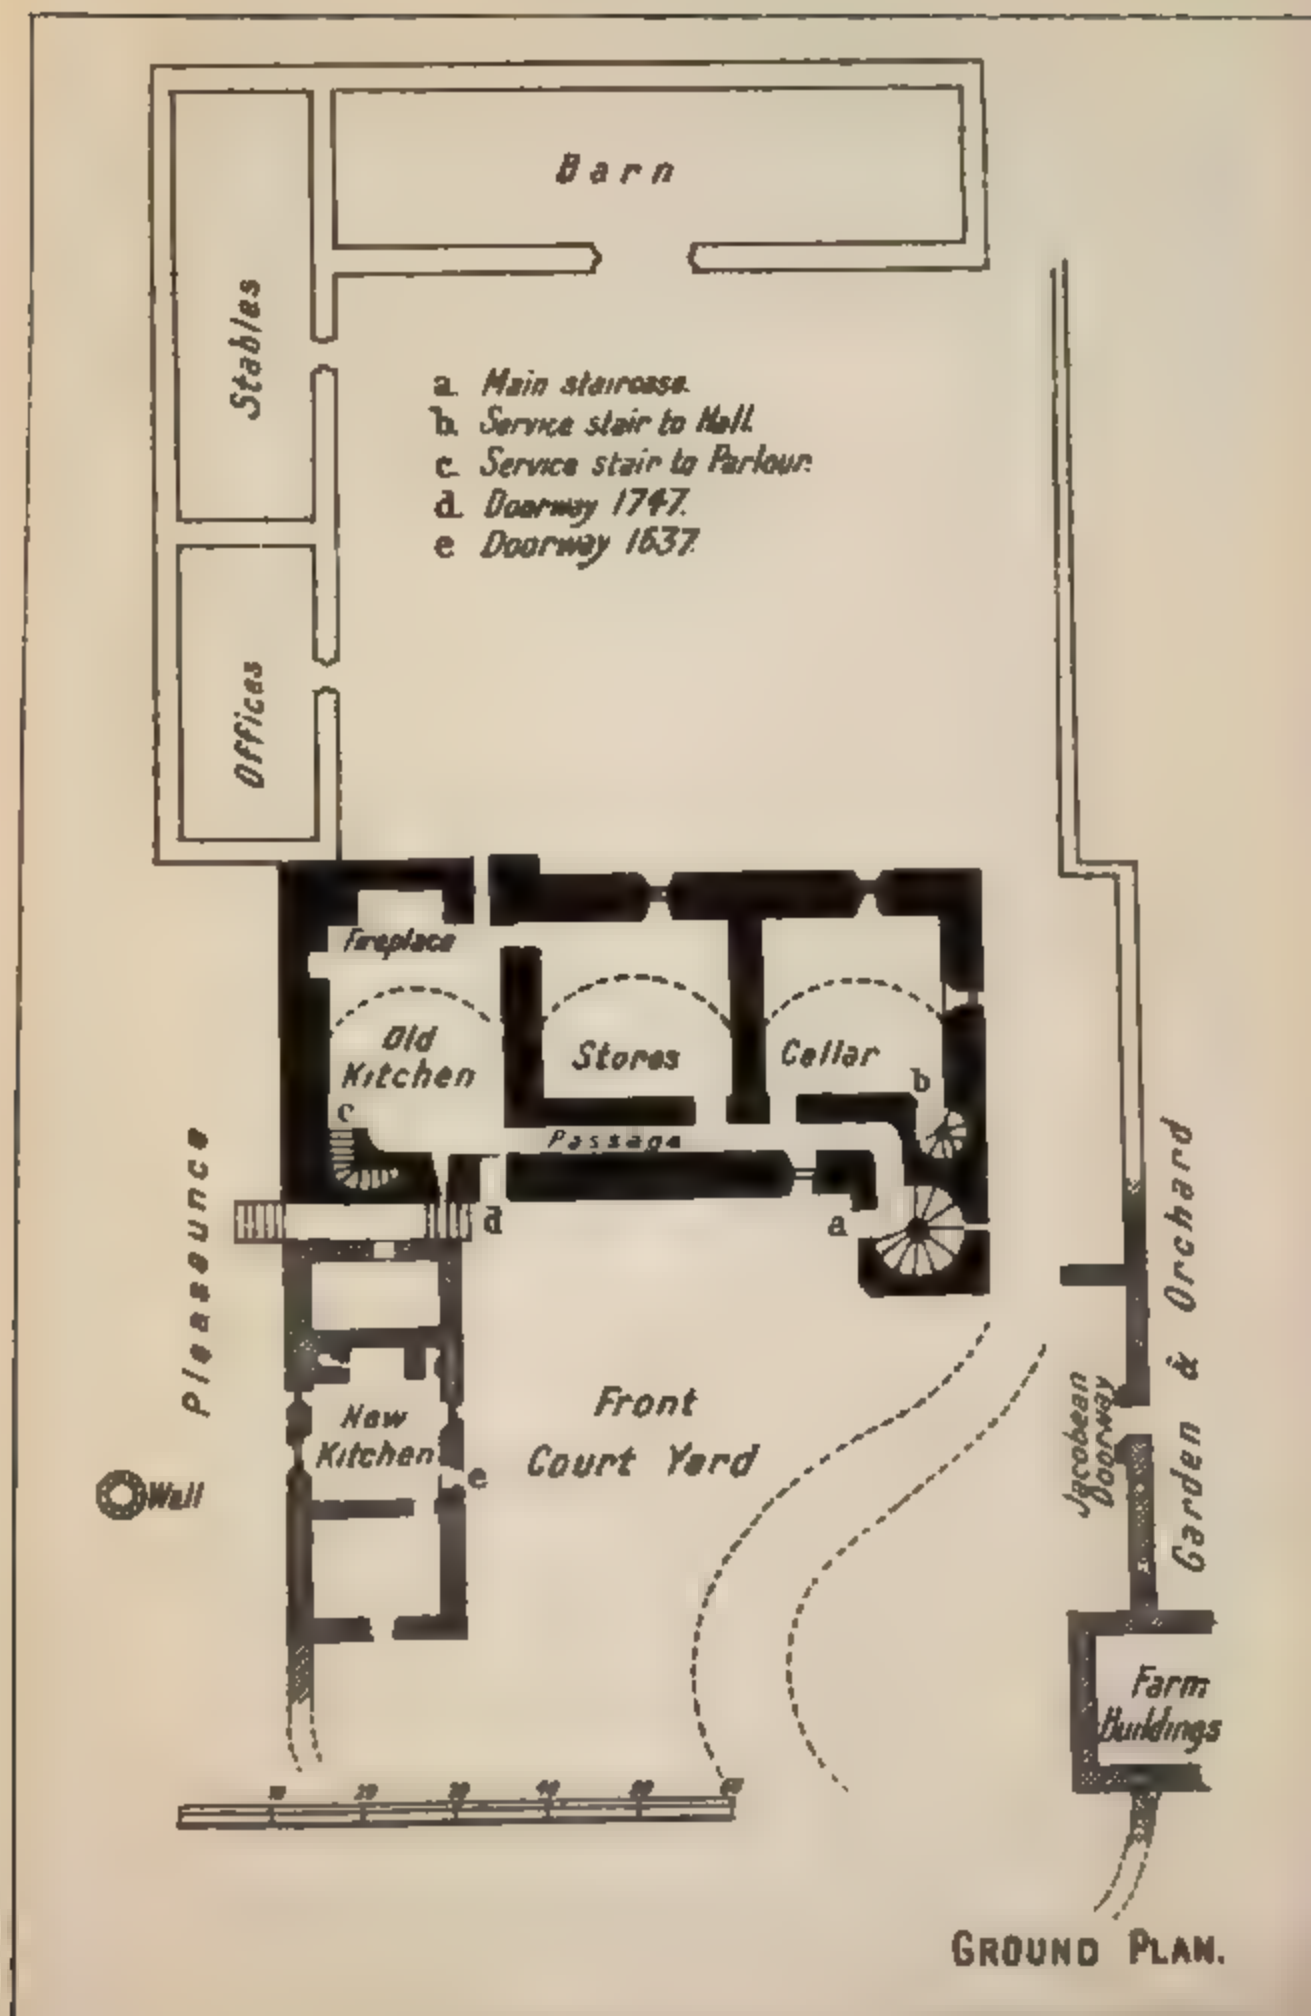 Barn
Stables
a. Main staircase.
b. Service stair to Hall.
c. Service stair to Parlour.
d. Doorway 1747.
e Doorway 1637.
Offices
Fireplace
Old
Kitchen
Stores
Cellar
b
c
Passage
d
a
Pleasaunce
Garden & Orchard
New
Kitchen
e
Front
Court Yard
Jacobean
Doorway
Well
Farm
Buildings
10 20 30 40 50 60
GROUND PLAN.